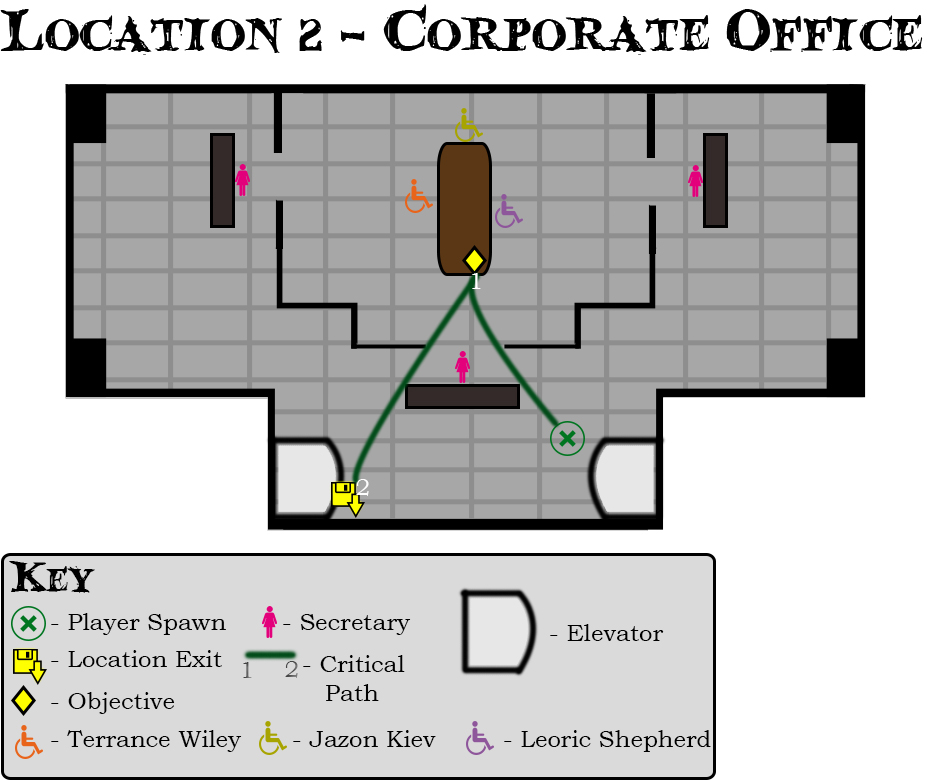 Location 2 - Corporate Office
1
2
Key
- Player Spawn
- Secretary
- Elevator
- Location Exit
1 2 - Critical
Path
- Objective
- Terrance Wiley
- Jazon Kiev
- Leoric Shepherd